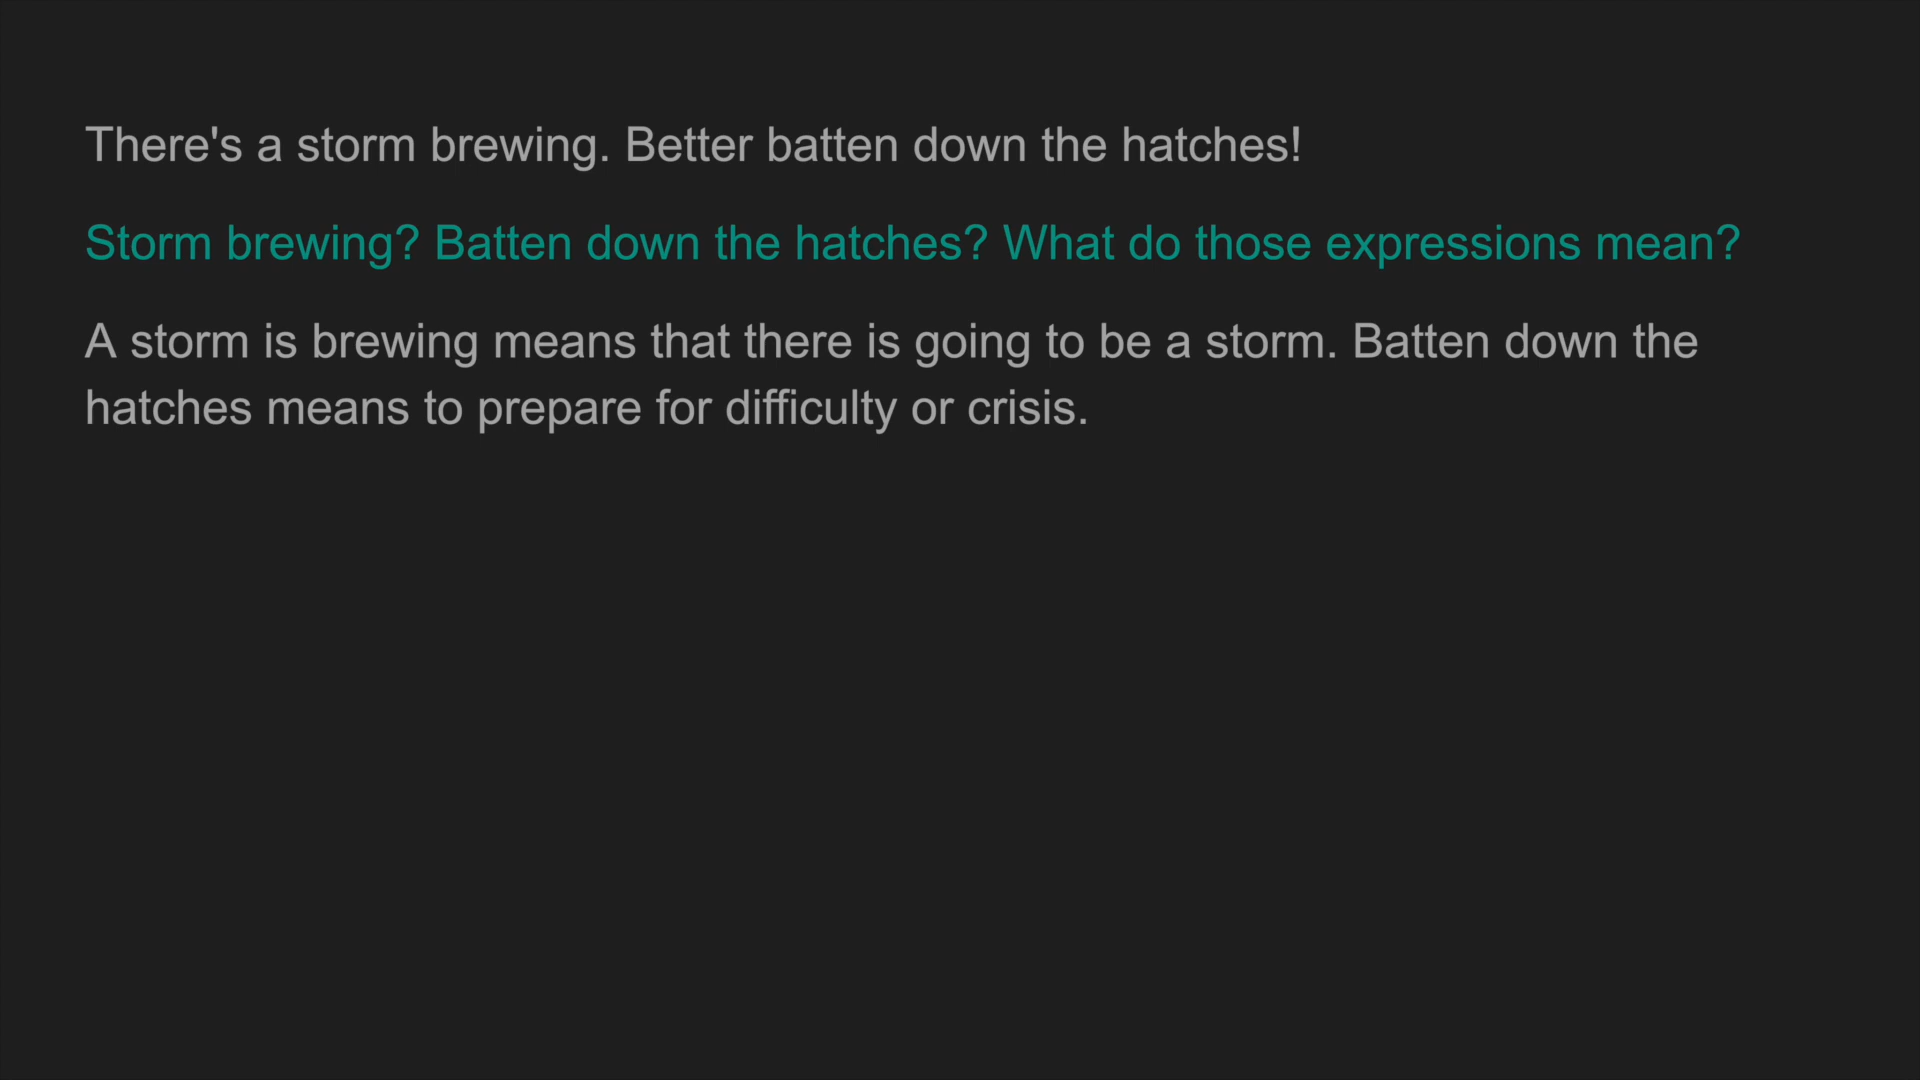 There's a storm brewing. Better batten down the hatches!
Storm brewing? Batten down the hatches? What do those expressions mean?
A storm is brewing means that there is going to be a storm. Batten down the
hatches means to prepare for difficulty or crisis.